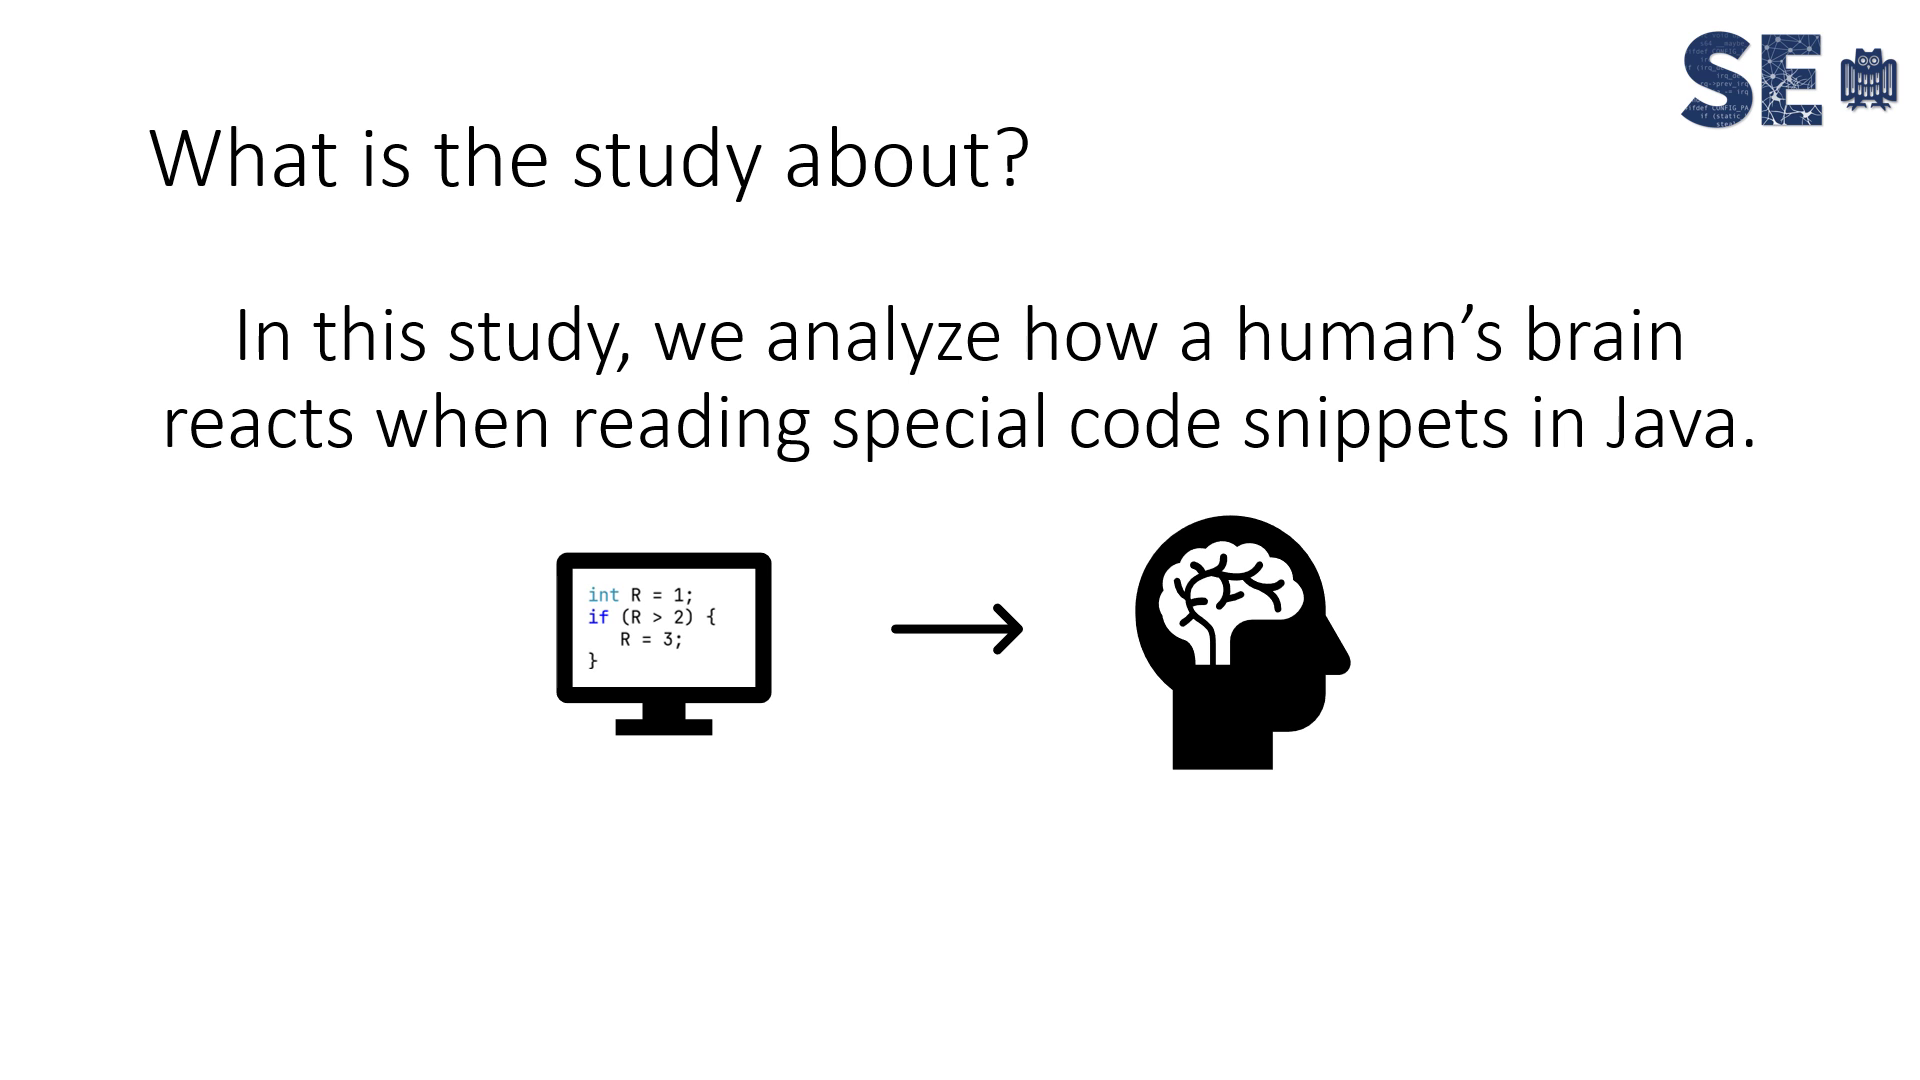 SE
What is the study about?
In this study, we analyze how a human’s brain
reacts when reading special code snippets in Java.
int R = 1;
if (R > 2) {
R = 3;
}